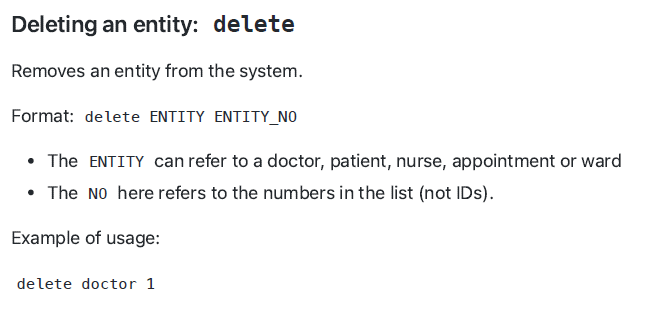 Deleting an entity: delete
Removes an entity from the system.
Format: delete ENTITY ENTITY_NO
• The ENTITY can refer to a doctor, patient, nurse, appointment or ward
• The NO here refers to the numbers in the list (not IDs).
Example of usage:
delete doctor 1